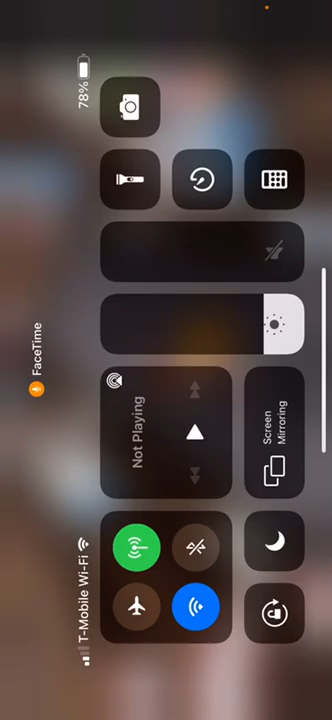 FaceTime
T-Mobile Wi-Fi
78%
Not Playing
Screen
Mirroring